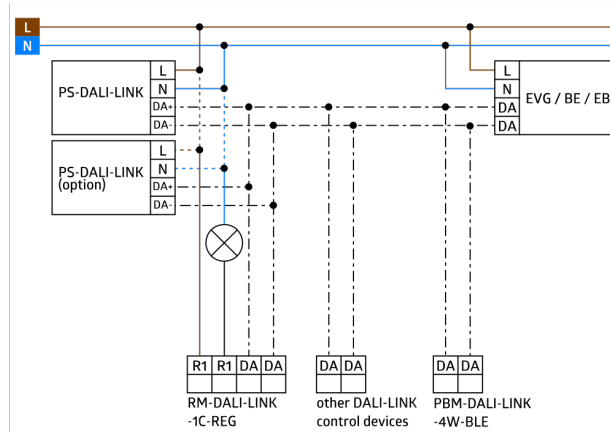 L
N
PS-DALI-LINK
L
N
DA+
DA-
L
N
DA
DA
EVG / BE / EB
PS-DALI-LINK
(option)
L
N
DA+
DA-
R1 R1 DA DA
DA DA
DA DA
RM-DALI-LINK
-1C-REG
other DALI-LINK
control devices
PBM-DALI-LINK
-4W-BLE